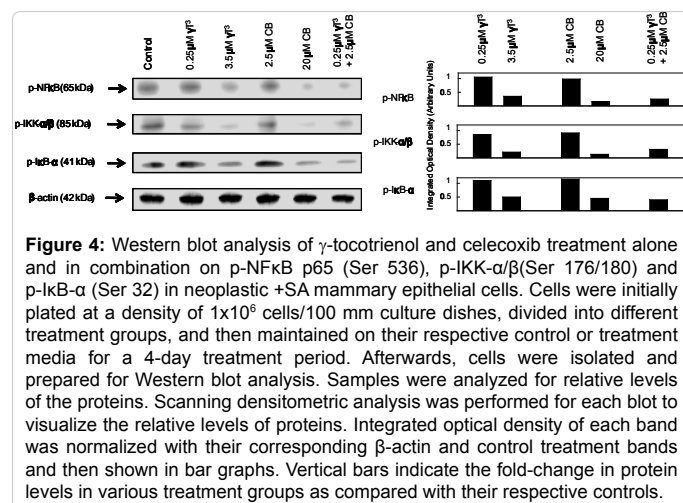 Control
0.25µM γT³
3.5µM γT³
2.5µM CB
20µM CB
0.25µM γT³
+ 2.5µM CB
p-NFκB(65kDa)
p-IKK-α/β (85kDa)
p-IκB-α (41kDa)
β-actin (42kDa)
0.25µM γT³
3.5µM γT³
2.5µM CB
20µM CB
0.25µM γT³
+ 2.5µM CB
Integrated Optical Density (Arbitrary Units)
p-NFκB
1
0.5
p-IKK-α/β
1
0.5
p-IκB-α
1
0.5
Figure 4: Western blot analysis of γ-tocotrienol and celecoxib treatment alone
and in combination on p-NFκB p65 (Ser 536), p-IKK-α/β(Ser 176/180) and
p-IκB-α (Ser 32) in neoplastic +SA mammary epithelial cells. Cells were initially
plated at a density of 1x10⁶ cells/100 mm culture dishes, divided into different
treatment groups, and then maintained on their respective control or treatment
media for a 4-day treatment period. Afterwards, cells were isolated and
prepared for Western blot analysis. Samples were analyzed for relative levels
of the proteins. Scanning densitometric analysis was performed for each blot to
visualize the relative levels of proteins. Integrated optical density of each band
was normalized with their corresponding β-actin and control treatment bands
and then shown in bar graphs. Vertical bars indicate the fold-change in protein
levels in various treatment groups as compared with their respective controls.